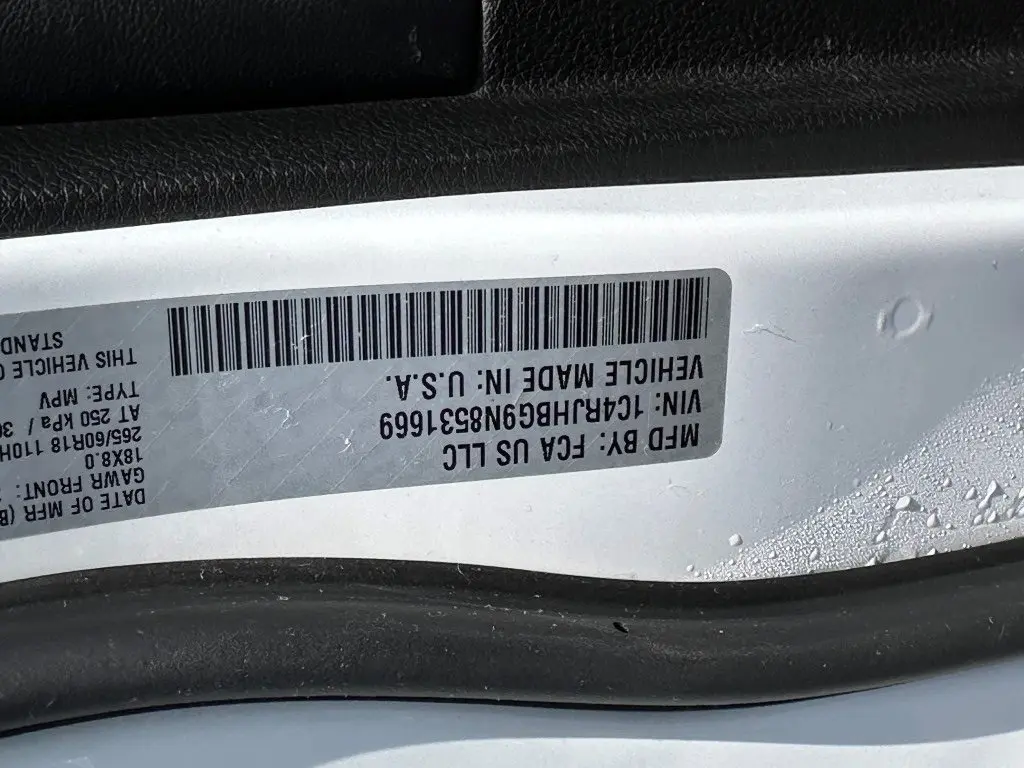 MFD BY: FCA US LLC
VIN: 1C4RJHBG9N8531669
VEHICLE MADE IN: U.S.A.
DATE OF MFR
GAWR FRONT:
18X8.0
265/60R18 110H
AT 250 kPa /
TYPE: MPV
THIS VEHICLE
STAND